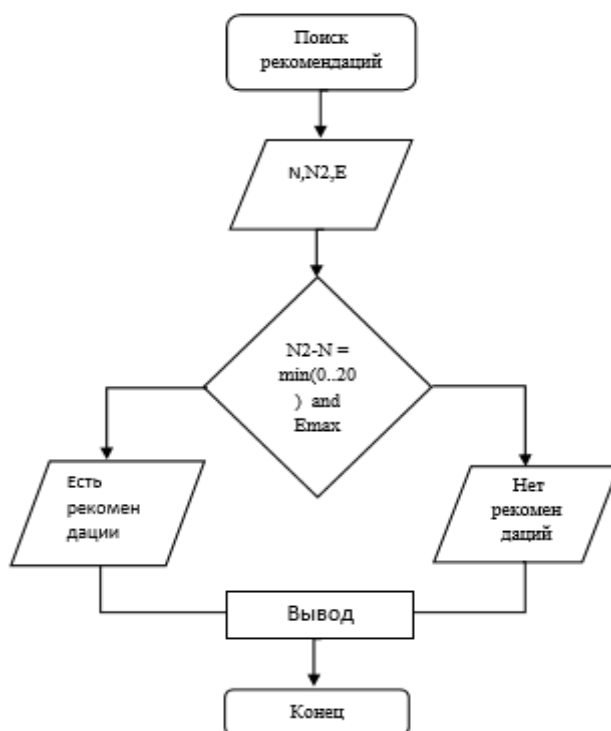 Поиск
рекомендаций
N,N2,E
N2-N =
min(0..20
) and
Emax
Есть
рекомен
дации
Нет
рекомен
даций
Вывод
Конец